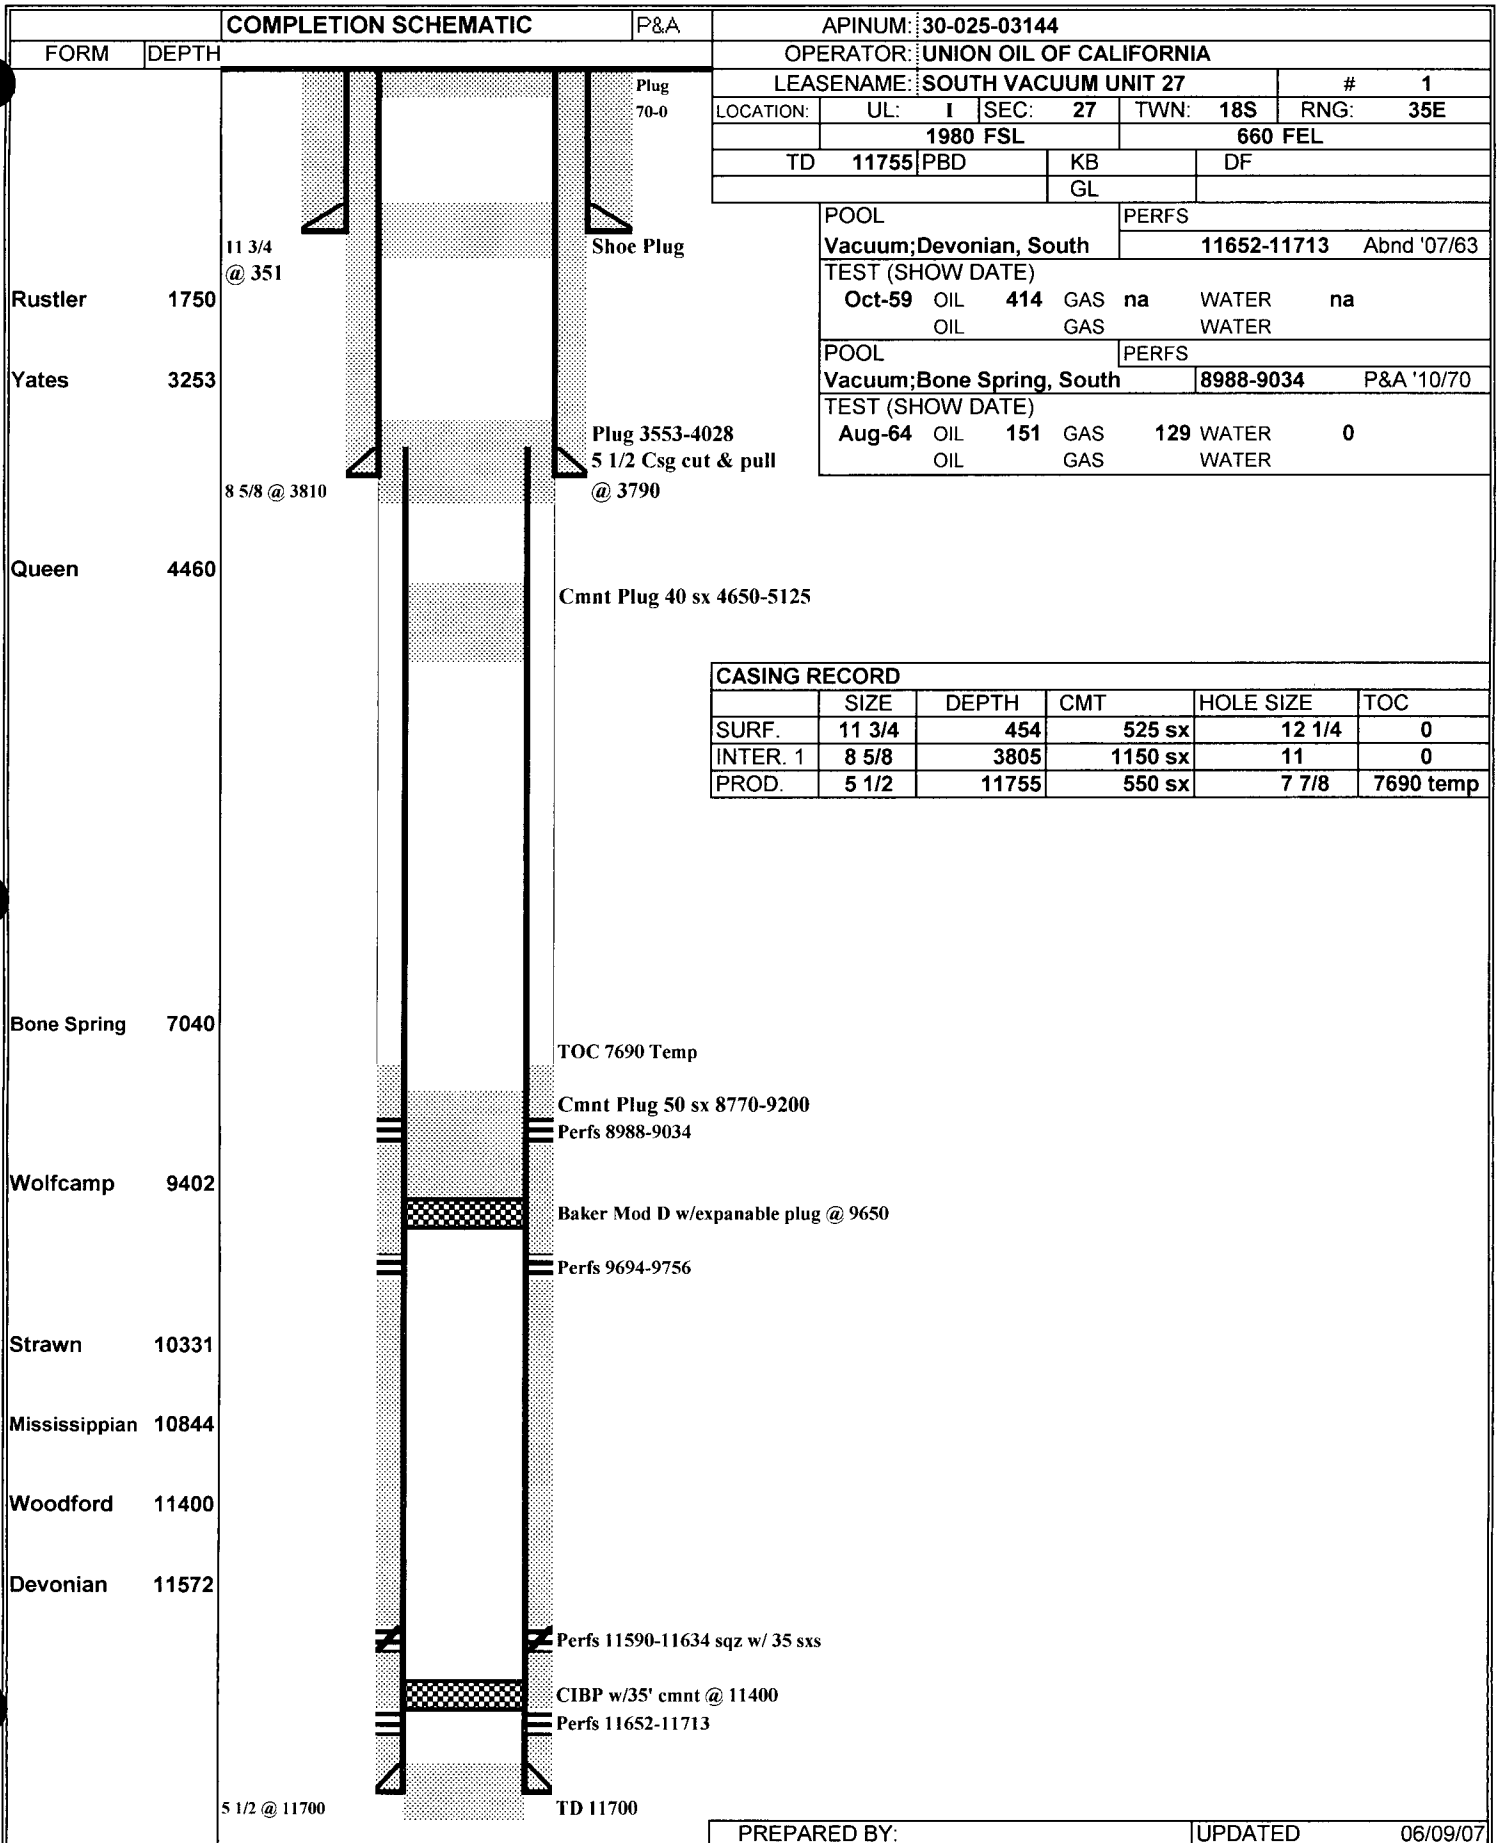 COMPLETION SCHEMATIC P&A
FORM DEPTH
APINUM: 30-025-03144
OPERATOR: UNION OIL OF CALIFORNIA
LEASENAME: SOUTH VACUUM UNIT 27 # 1
LOCATION: UL: I SEC: 27 TWN: 18S RNG: 35E
1980 FSL 660 FEL
TD 11755 PBD KB DF
GL
POOL PERFS
Vacuum;Devonian, South 11652-11713 Abnd '07/63
TEST (SHOW DATE)
Oct-59 OIL 414 GAS na WATER na
OIL GAS WATER
POOL PERFS
Vacuum;Bone Spring, South 8988-9034 P&A '10/70
TEST (SHOW DATE)
Aug-64 OIL 151 GAS 129 WATER 0
OIL GAS WATER
Plug
70-0
11 3/4
@ 351
Shoe Plug
Rustler 1750
Yates 3253
Plug 3553-4028
5 1/2 Csg cut & pull
@ 3790
8 5/8 @ 3810
Queen 4460
Cmnt Plug 40 sx 4650-5125
CASING RECORD
SIZE DEPTH CMT HOLE SIZE TOC
SURF. 11 3/4 454 525 sx 12 1/4 0
INTER. 1 8 5/8 3805 1150 sx 11 0
PROD. 5 1/2 11755 550 sx 7 7/8 7690 temp
Bone Spring 7040
TOC 7690 Temp
Cmnt Plug 50 sx 8770-9200
Perfs 8988-9034
Wolfcamp 9402
Baker Mod D w/expanable plug @ 9650
Perfs 9694-9756
Strawn 10331
Mississippian 10844
Woodford 11400
Devonian 11572
Perfs 11590-11634 sqz w/ 35 sxs
CIBP w/35' cmnt @ 11400
Perfs 11652-11713
5 1/2 @ 11700
TD 11700
PREPARED BY: UPDATED 06/09/07